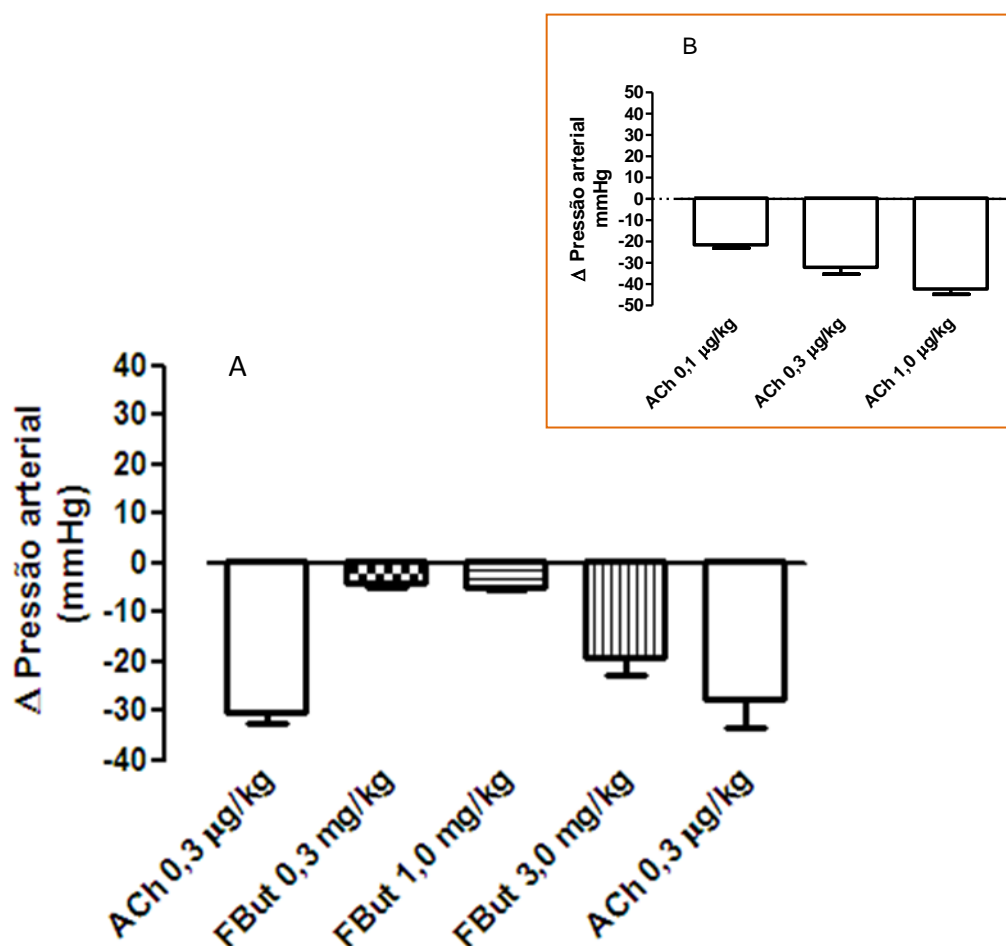 B
Δ Pressão arterial
mmHg
50
40
30
20
10
0
-10
-20
-30
-40
-50
ACh 0,1 μg/kg
ACh 0,3 μg/kg
ACh 1,0 μg/kg
A
Δ Pressão arterial
(mmHg)
40
30
20
10
0
-10
-20
-30
-40
ACh 0,3 μg/kg
FBut 0,3 mg/kg
FBut 1,0 mg/kg
FBut 3,0 mg/kg
ACh 0,3 μg/kg